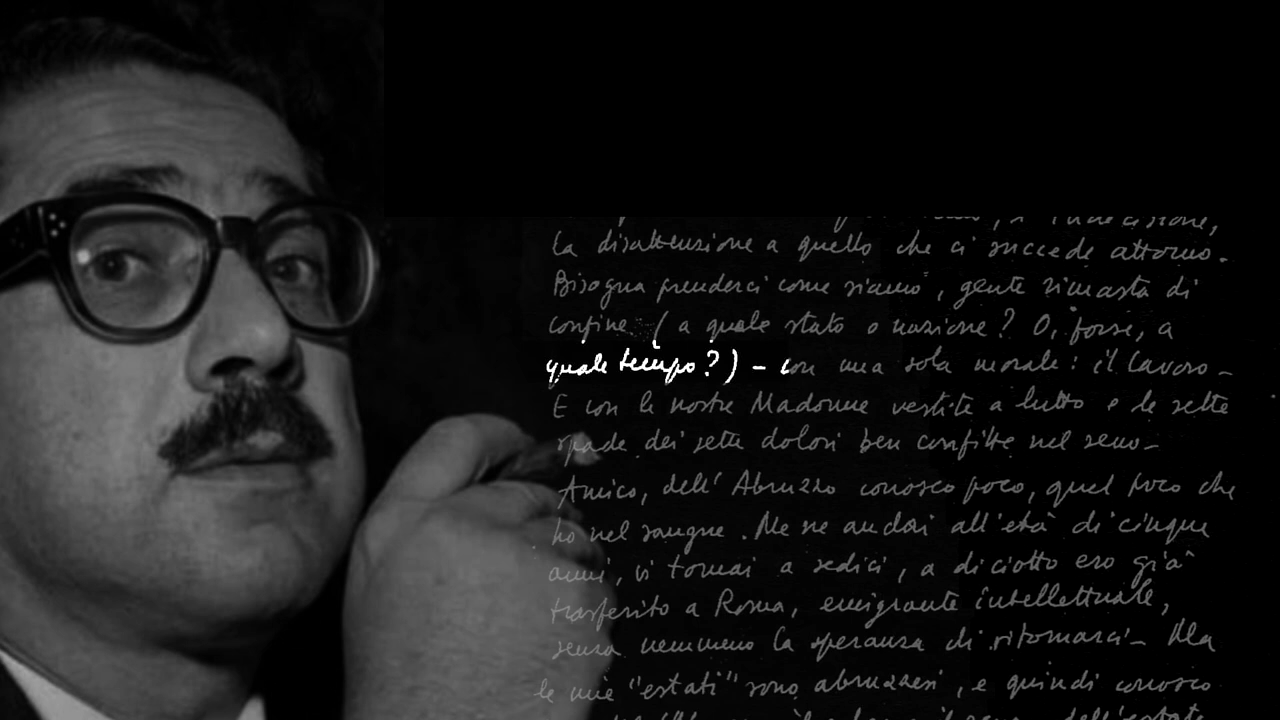 la disattenzione a quello che ci succede attorno.
Bisogna prenderci come siamo, gente rimasta di
confine (a quale stato o nazione? O, forse, a
quale tempo?) – con una sola morale: il lavoro –
E con le nostre Madonne vestite a lutto e le sette
spade dei sette dolori ben confitte nel seno –
Amico, dell'Abruzzo conosco poco, quel poco che
ho nel sangue. Me ne andai all'età di cinque
anni, vi tornai a sedici, a diciotto ero già
trasferito a Roma, emigrante intellettuale,
senza nemmeno la speranza di ritornarci – Ma
le mie "estati" sono abruzzesi, e quindi conosco